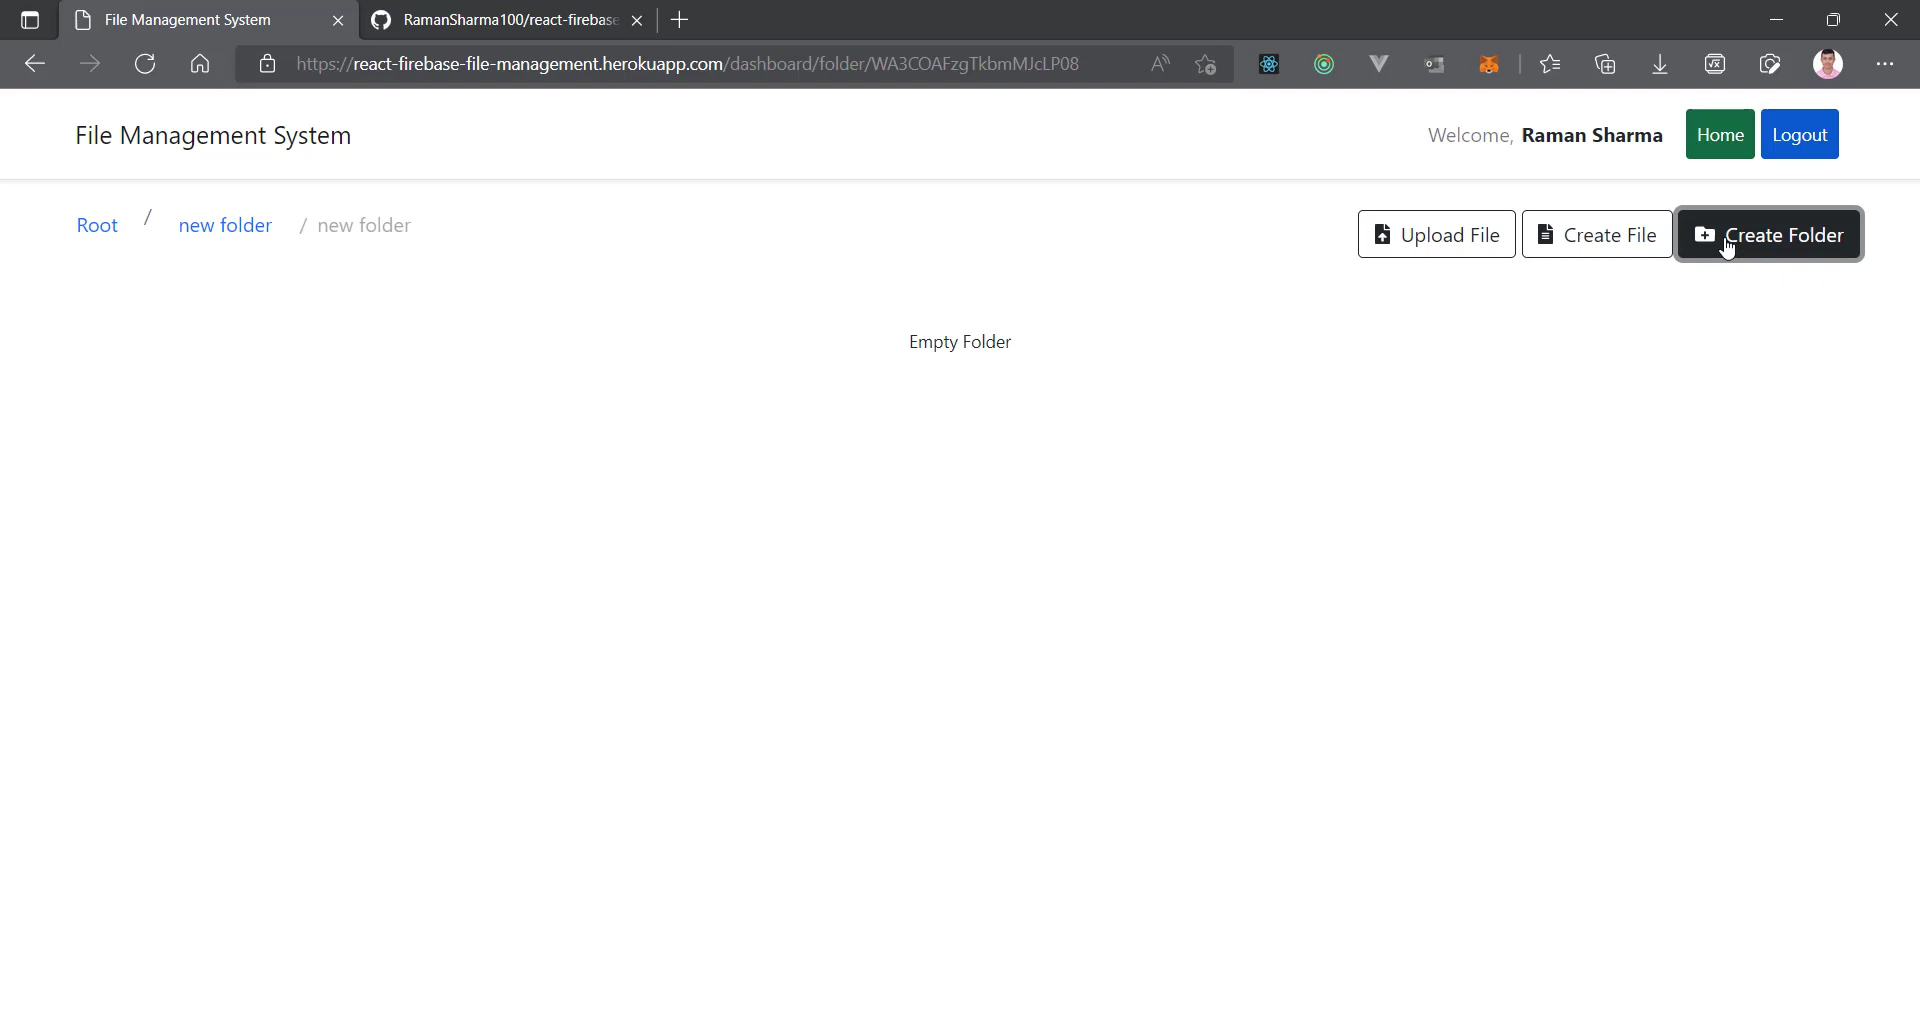 File Management System
RamanSharma100/react-firebase
https://react-firebase-file-management.herokuapp.com/dashboard/folder/WA3COAFzgTkbmMJcLP08
File Management System
Welcome, Raman Sharma
Home
Logout
Root / new folder / new folder
Upload File
Create File
Create Folder
Empty Folder